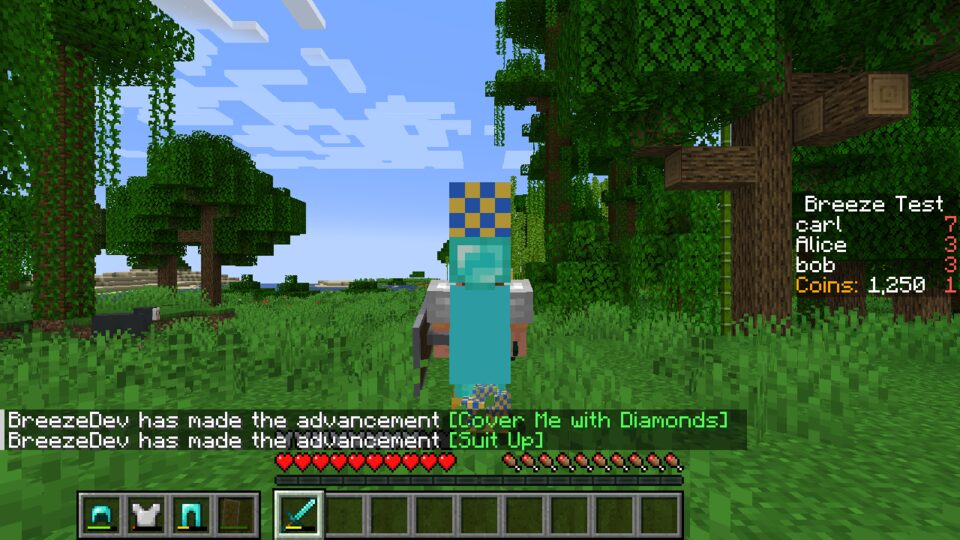 Breeze Test
carl 7
Alice 3
bob 3
Coins: 1,250 1
BreezeDev has made the advancement [Cover Me with Diamonds]
BreezeDev has made the advancement [Suit Up]